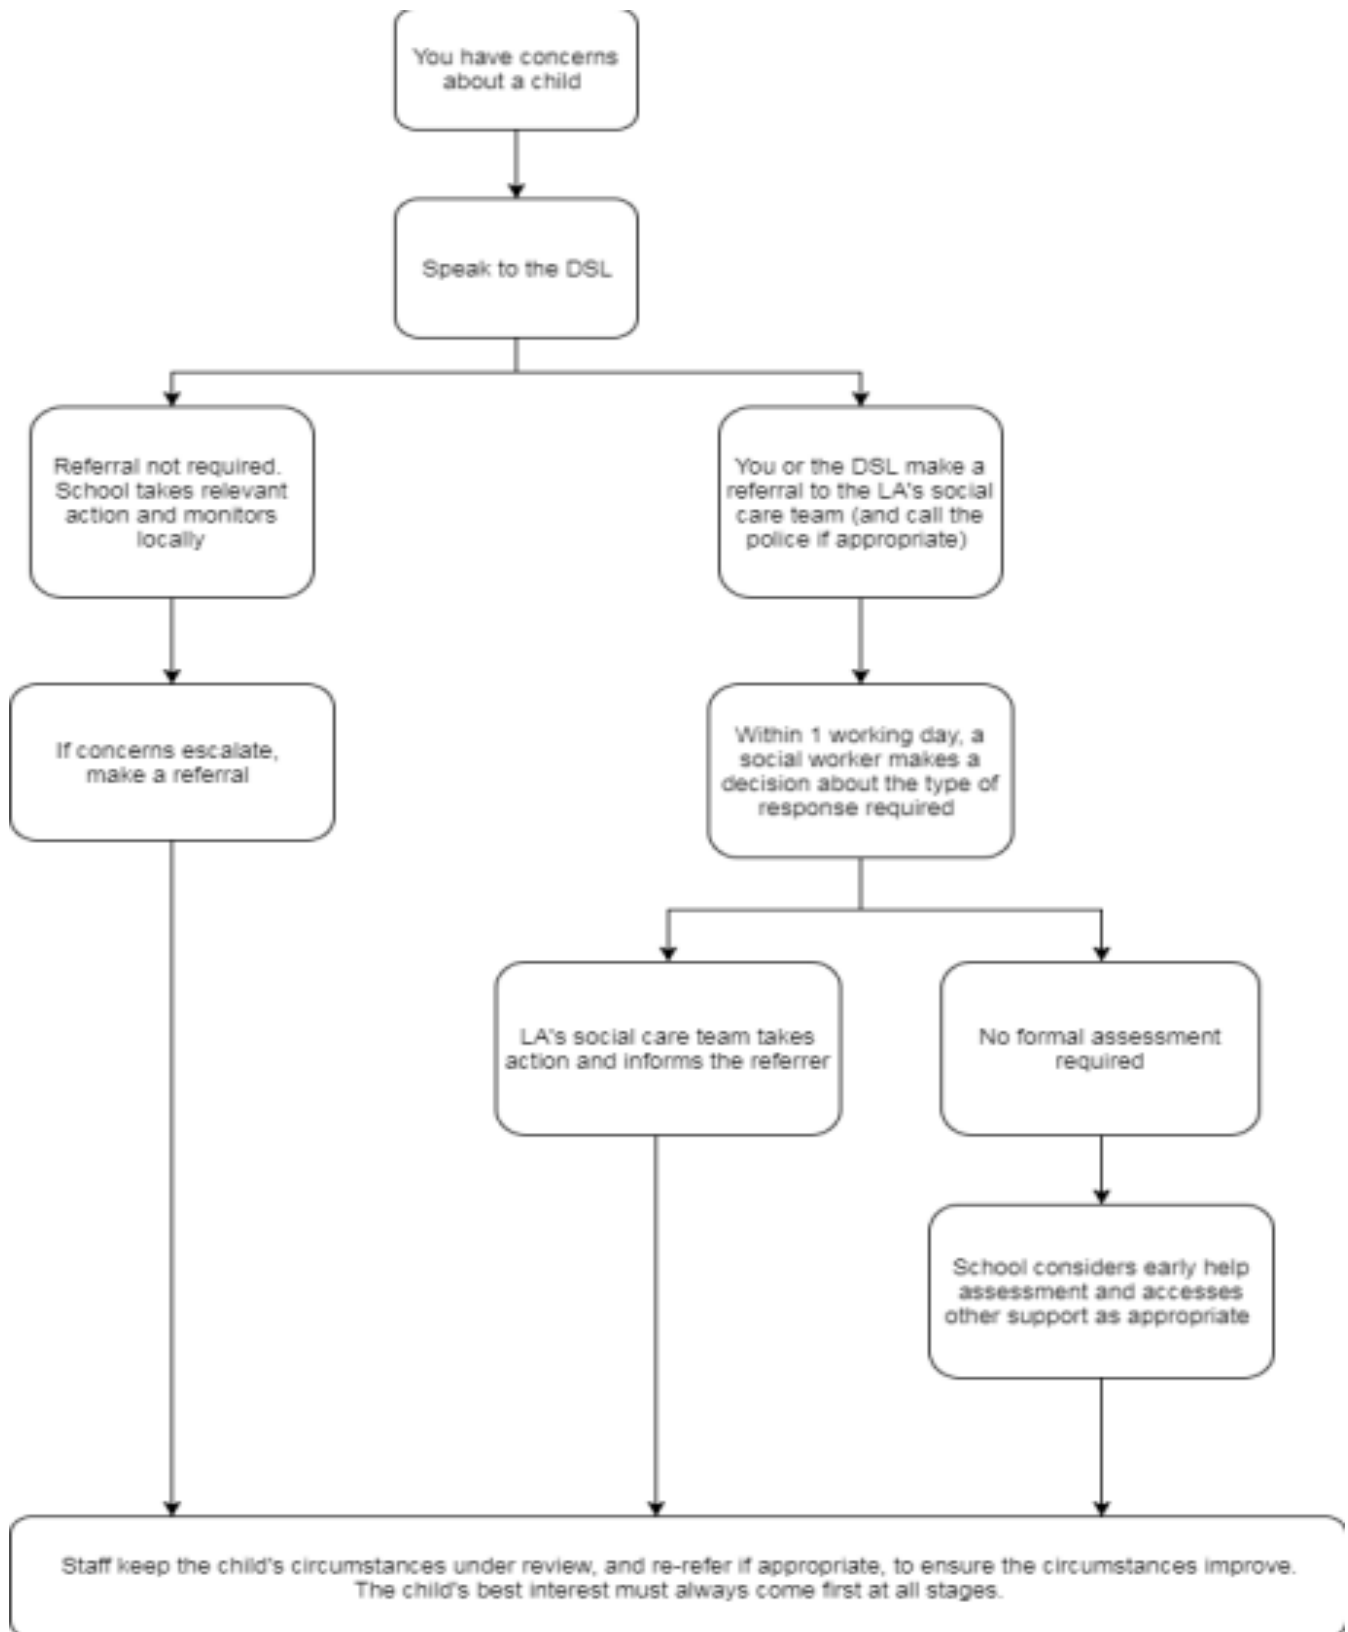 You have concerns
about a child
Speak to the DSL
Referral not required.
School takes relevant
action and monitors
locally
You or the DSL make a
referral to the LA's social
care team (and call the
police if appropriate)
If concerns escalate,
make a referral
Within 1 working day, a
social worker makes a
decision about the type of
response required
LA's social care team takes
action and informs the referrer
No formal assessment
required
School considers early help
assessment and accesses
other support as appropriate
Staff keep the child's circumstances under review, and re-refer if appropriate, to ensure the circumstances improve.
The child's best interest must always come first at all stages.